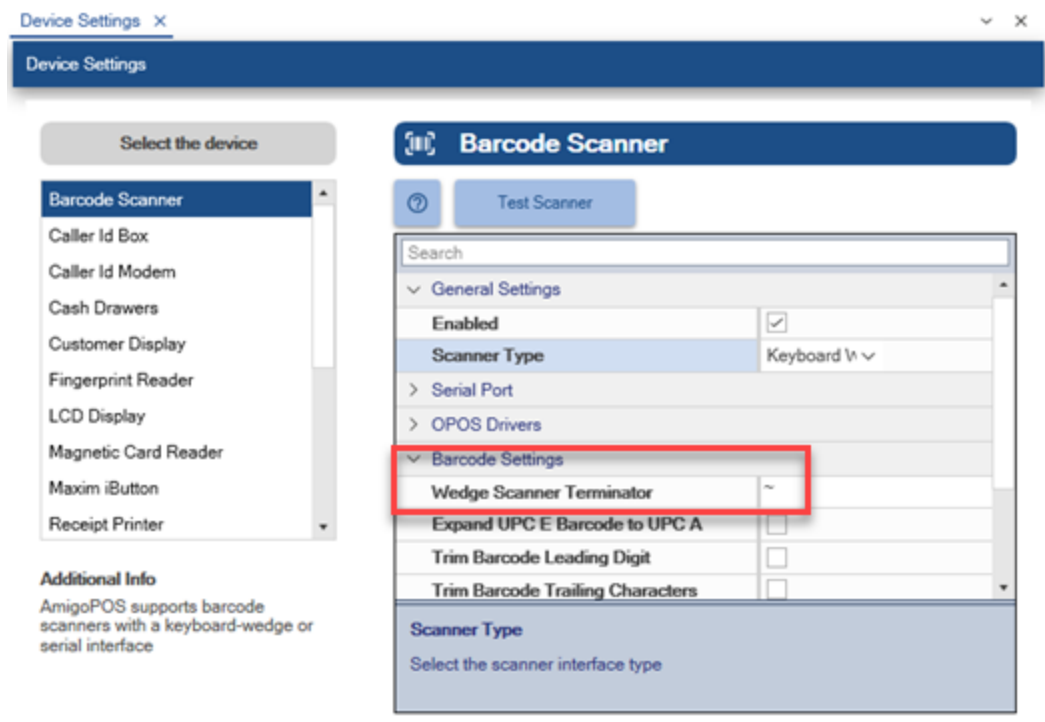 Device Settings
Device Settings
Select the device
Barcode Scanner
Caller Id Box
Caller Id Modem
Cash Drawers
Customer Display
Fingerprint Reader
LCD Display
Magnetic Card Reader
Maxim iButton
Receipt Printer
Additional Info
AmigoPOS supports barcode
scanners with a keyboard-wedge or
serial interface
Barcode Scanner
Test Scanner
Search
General Settings
Enabled
Scanner Type Keyboard
Serial Port
OPOS Drivers
Barcode Settings
Wedge Scanner Terminator ~
Expand UPC E Barcode to UPC A
Trim Barcode Leading Digit
Trim Barcode Trailing Characters
Scanner Type
Select the scanner interface type